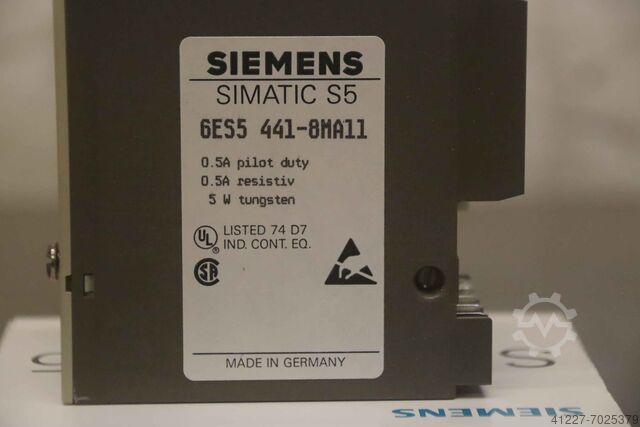 SIEMENS
SIMATIC S5
6ES5 441-8MA11
0.5A pilot duty
0.5A resistiv
5 W tungsten
UL
LISTED 74 D7
IND. CONT. EQ.
MADE IN GERMANY
SIEMENS
41227-7025379